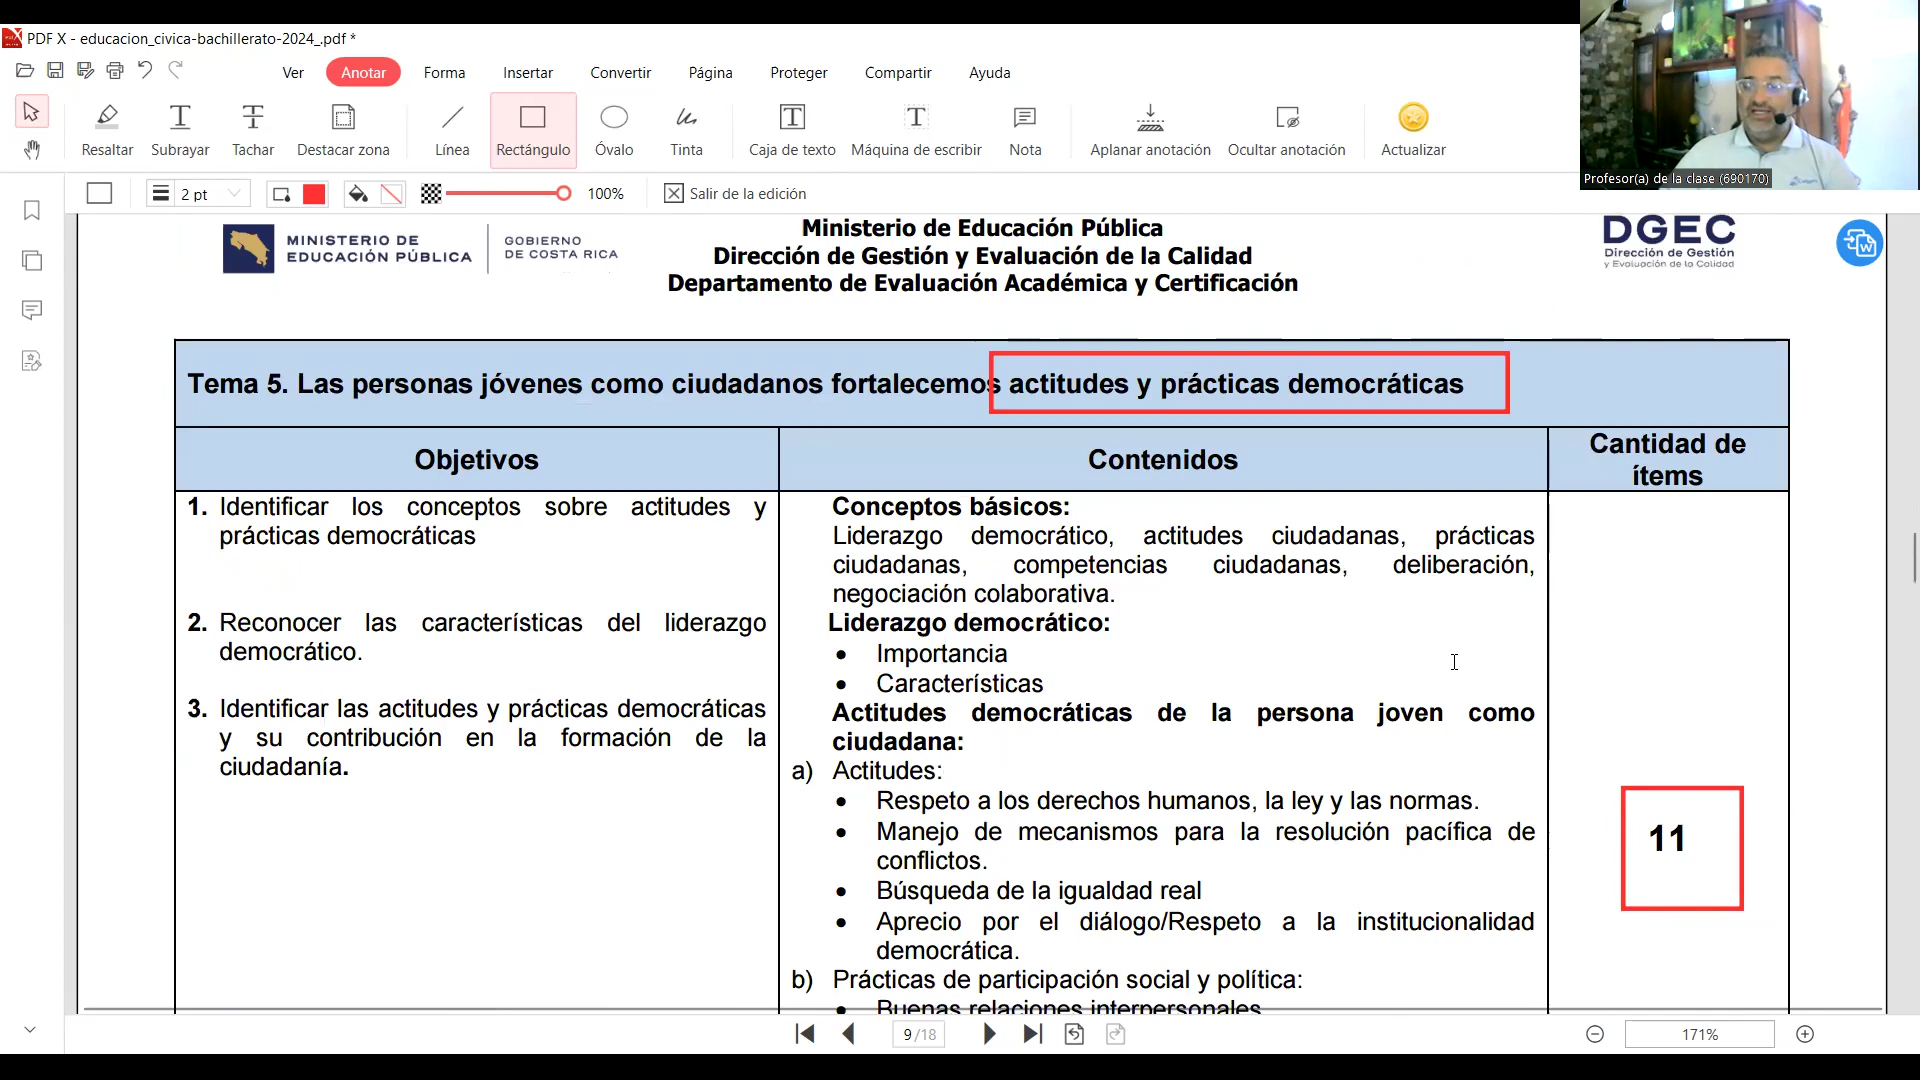 PDF X - educacion_civica-bachillerato-2024_.pdf *
Ver
Anotar
Forma
Insertar
Convertir
Página
Proteger
Compartir
Ayuda
Resaltar
Subrayar
Tachar
Destacar zona
Línea
Rectángulo
Óvalo
Tinta
Caja de texto
Máquina de escribir
Nota
Aplanar anotación
Ocultar anotación
Actualizar
Profesor(a) de la clase (690170)
2 pt
100%
Salir de la edición
MINISTERIO DE
EDUCACIÓN PÚBLICA
GOBIERNO
DE COSTA RICA
Ministerio de Educación Pública
Dirección de Gestión y Evaluación de la Calidad
Departamento de Evaluación Académica y Certificación
DGEC
Dirección de Gestión
y Evaluación de la Calidad
Tema 5. Las personas jóvenes como ciudadanos fortalecemos actitudes y prácticas democráticas
Objetivos
Contenidos
Cantidad de
ítems
1. Identificar los conceptos sobre actitudes y
prácticas democráticas
2. Reconocer las características del liderazgo
democrático.
3. Identificar las actitudes y prácticas democráticas
y su contribución en la formación de la
ciudadanía.
Conceptos básicos:
Liderazgo democrático, actitudes ciudadanas, prácticas
ciudadanas, competencias ciudadanas, deliberación,
negociación colaborativa.
Liderazgo democrático:
• Importancia
• Características
Actitudes democráticas de la persona joven como
ciudadana:
a) Actitudes:
• Respeto a los derechos humanos, la ley y las normas.
• Manejo de mecanismos para la resolución pacífica de
conflictos.
• Búsqueda de la igualdad real
• Aprecio por el diálogo/Respeto a la institucionalidad
democrática.
b) Prácticas de participación social y política:
• Buenas relaciones interpersonales
11
9/18
171%